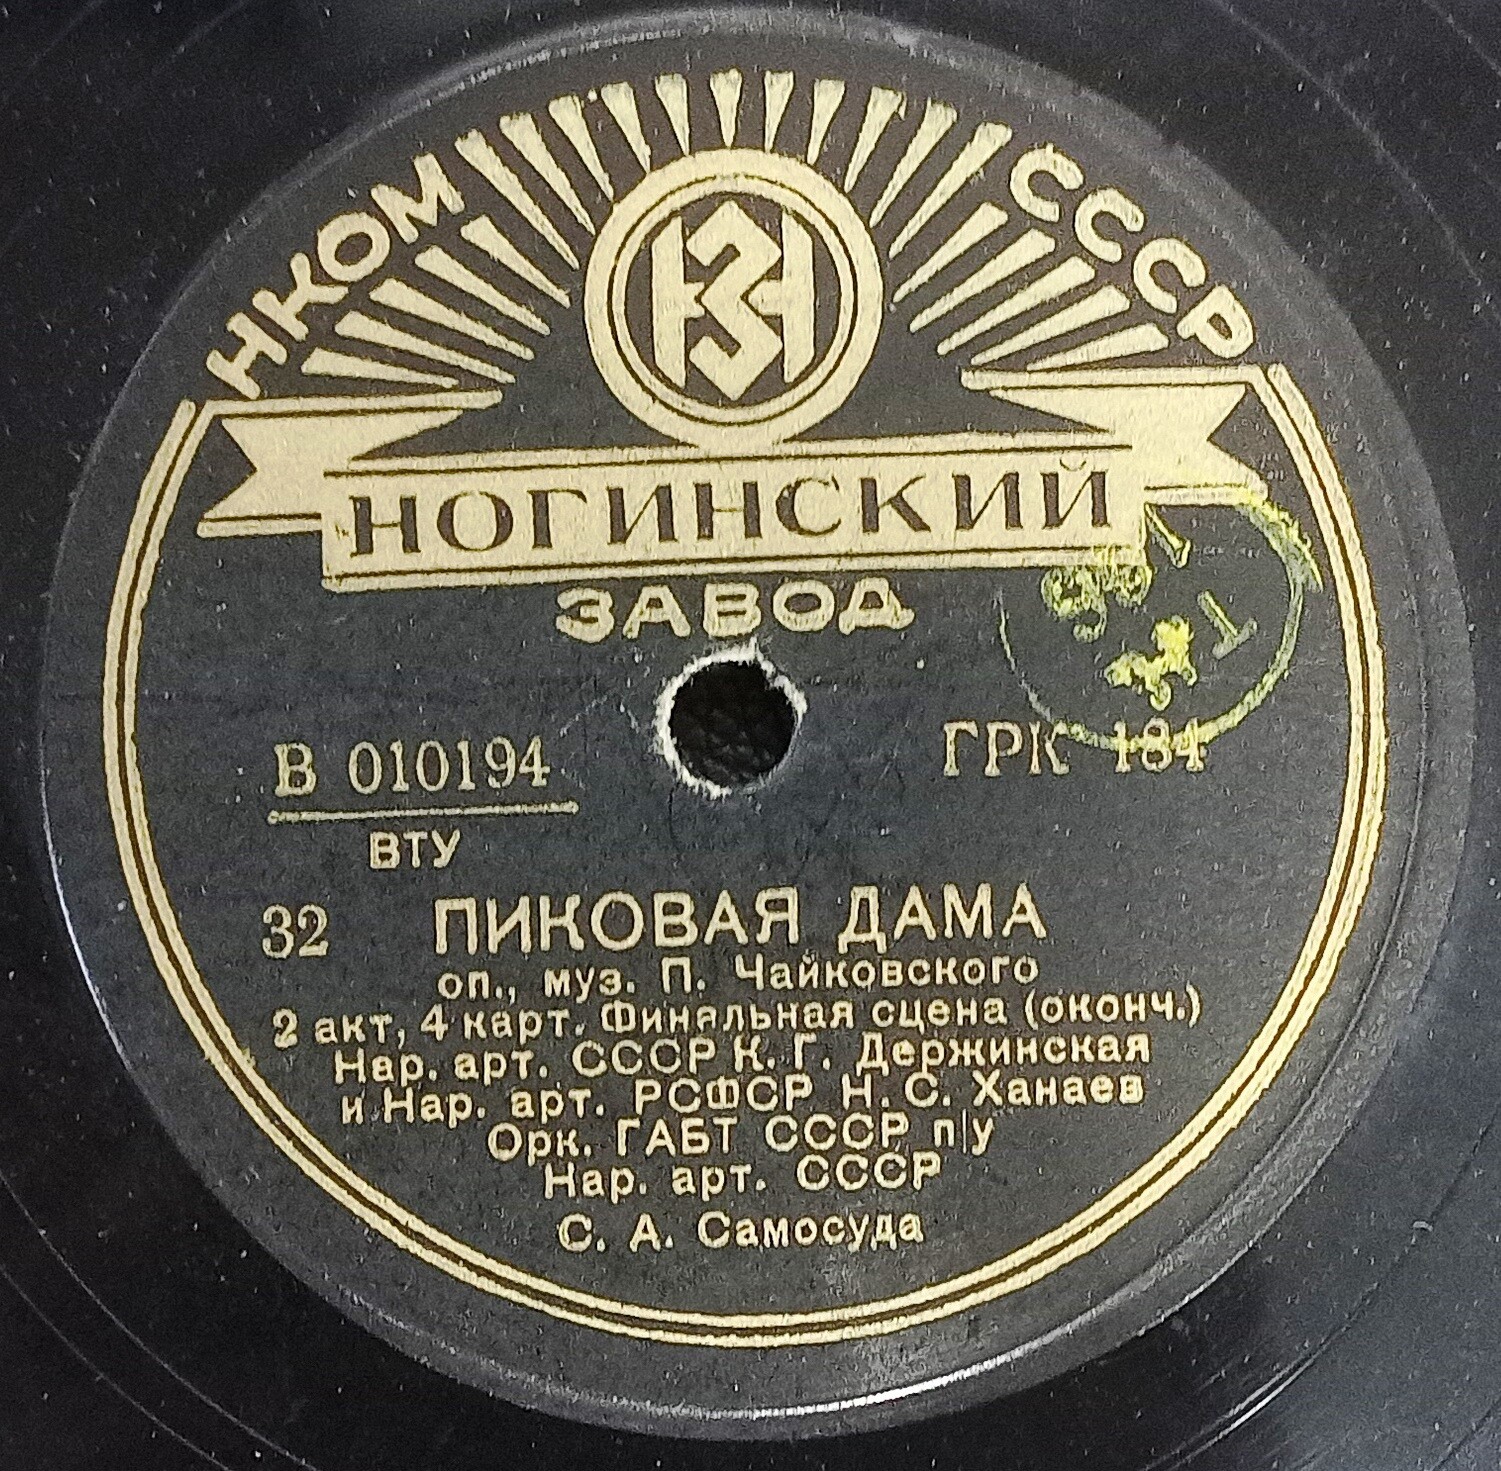 НКОМ СССР
НЗ
НОГИНСКИЙ
ЗАВОД
В 010194 ГРК 184
ВТУ
32 ПИКОВАЯ ДАМА
оп., муз. П. Чайковского
2 акт, 4 карт. Финальная сцена (оконч.)
Нар. арт. СССР К. Г. Держинская
и Нар. арт. РСФСР Н. С. Ханаев
Орк. ГАБТ СССР п/у
Нар. арт. СССР
С. А. Самосуда